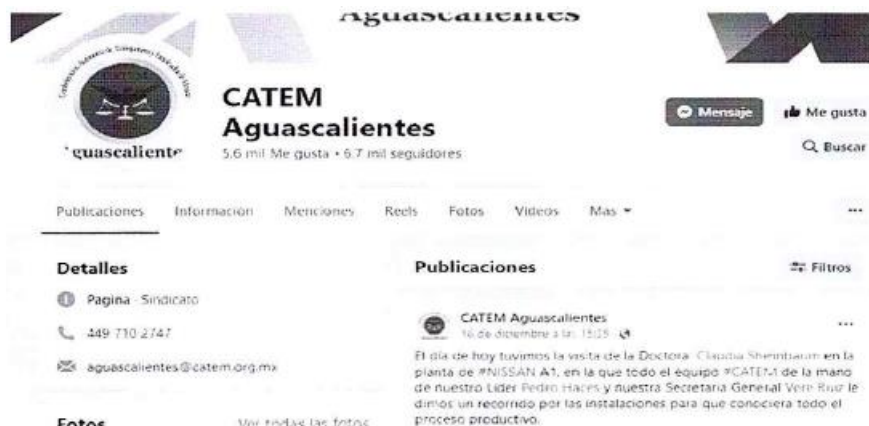 Aguascalientes
CATEM
Aguascalientes
5.6 mil Me gusta • 6.7 mil seguidores
Mensaje
Me gusta
Buscar
Publicaciones
Información
Menciones
Reels
Fotos
Videos
Mas
Detalles
Pagina · Sindicato
449 710 2747
aguascalientes@catem.org.mx
Fotos
Ver todas las fotos
Publicaciones
Filtros
CATEM Aguascalientes
16 de diciembre a las 15:25
El día de hoy tuvimos la visita de la Doctora Claudia Sheinbaum en la
planta de #NISSAN A1, en la que todo el equipo #CATEM de la mano
de nuestro Líder Pedro Haces y nuestra Secretaria General Vere Ruiz le
dimos un recorrido por las instalaciones para que conociera todo el
proceso productivo.